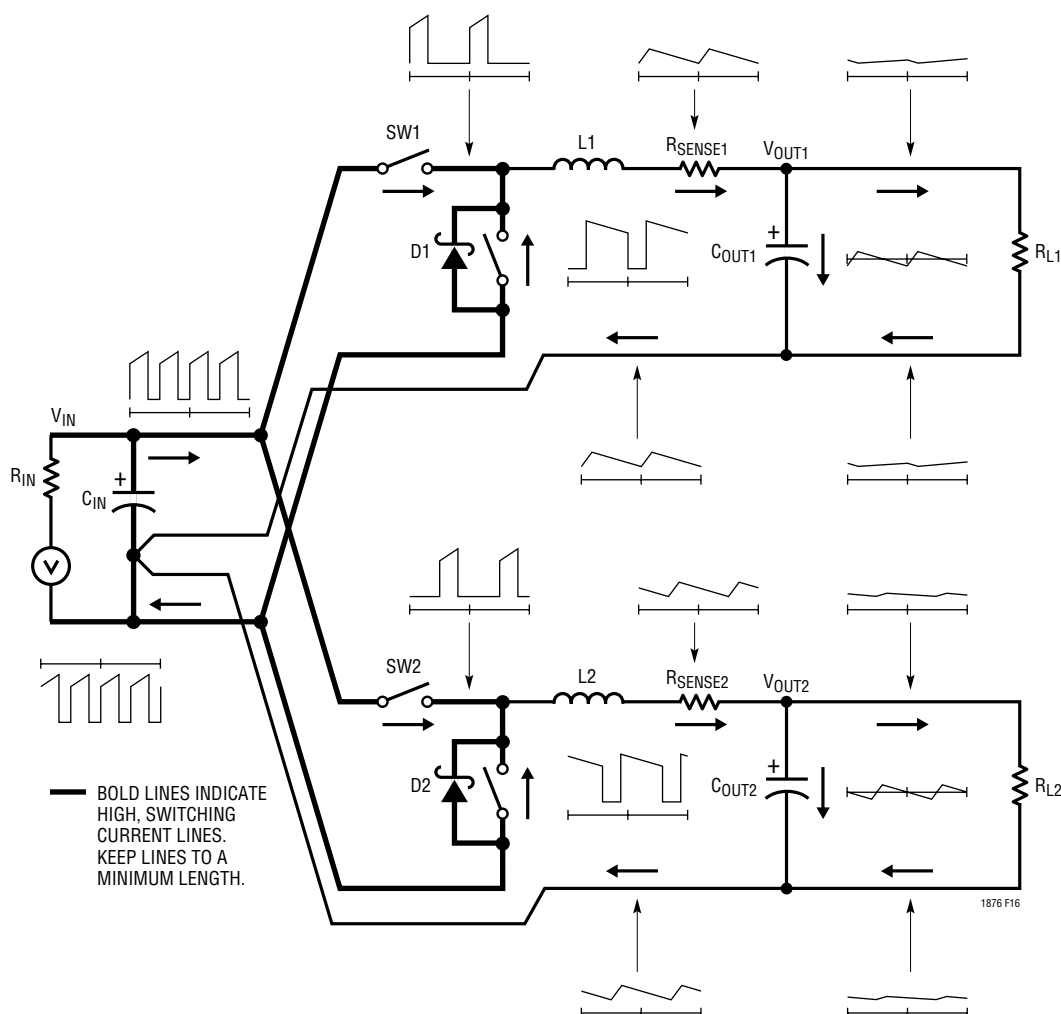 SW1
L1
RSENSE1
VOUT1
D1
+
COUT1
RL1
VIN
RIN
+
CIN
V
SW2
L2
RSENSE2
VOUT2
D2
+
COUT2
RL2
BOLD LINES INDICATE
HIGH, SWITCHING
CURRENT LINES.
KEEP LINES TO A
MINIMUM LENGTH.
1876 F16